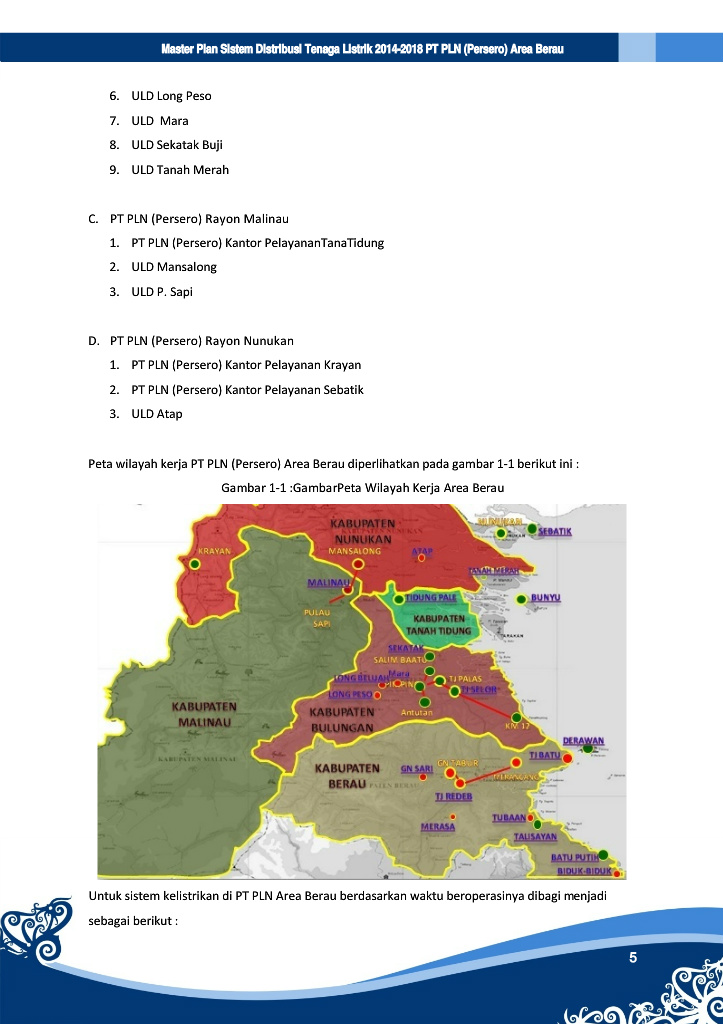 Master Plan Sistem Distribusi Tenaga Listrik 2014-2018 PT PLN (Persero) Area Berau
6. ULD Long Peso
7. ULD Mara
8. ULD Sekatak Buji
9. ULD Tanah Merah
C. PT PLN (Persero) Rayon Malinau
1. PT PLN (Persero) Kantor PelayananTanaTidung
2. ULD Mansalong
3. ULD P. Sapi
D. PT PLN (Persero) Rayon Nunukan
1. PT PLN (Persero) Kantor Pelayanan Krayan
2. PT PLN (Persero) Kantor Pelayanan Sebatik
3. ULD Atap
Peta wilayah kerja PT PLN (Persero) Area Berau diperlihatkan pada gambar 1-1 berikut ini :
Gambar 1-1 :GambarPeta Wilayah Kerja Area Berau
KABUPATEN
NUNUKAN
NUNUKAN
SEBATIK
KRAYAN
MANSALONG
ATAP
TANAH MERAH
MALINAU
TIDUNG PALE
BUNYU
PULAU
SAPI
KABUPATEN
TANAH TIDUNG
TARAKAN
SEKATAK
SALIM BAATU
LONG BELUAH
Mara
TJ PALAS
LONG PESO
TJ SELOR
KABUPATEN
MALINAU
KABUPATEN
BULUNGAN
Antutan
KM 12
DERAWAN
KABUPATEN MALINAU
KABUPATEN
BERAU
GN SARI
GN TABUR
TJ BATU
MERANCANG
TJ REDEB
MERASA
TUBAAN
TALISAYAN
BATU PUTIH
BIDUK-BIDUK
Untuk sistem kelistrikan di PT PLN Area Berau berdasarkan waktu beroperasinya dibagi menjadi
sebagai berikut :
5